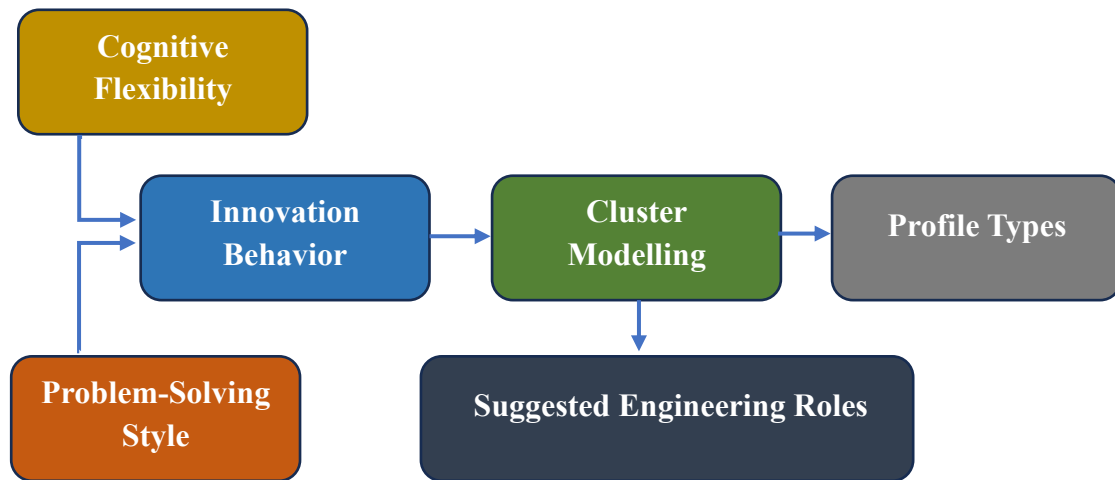 Cognitive
Flexibility
Innovation
Behavior
Cluster
Modelling
Profile Types
Problem-Solving
Style
Suggested Engineering Roles